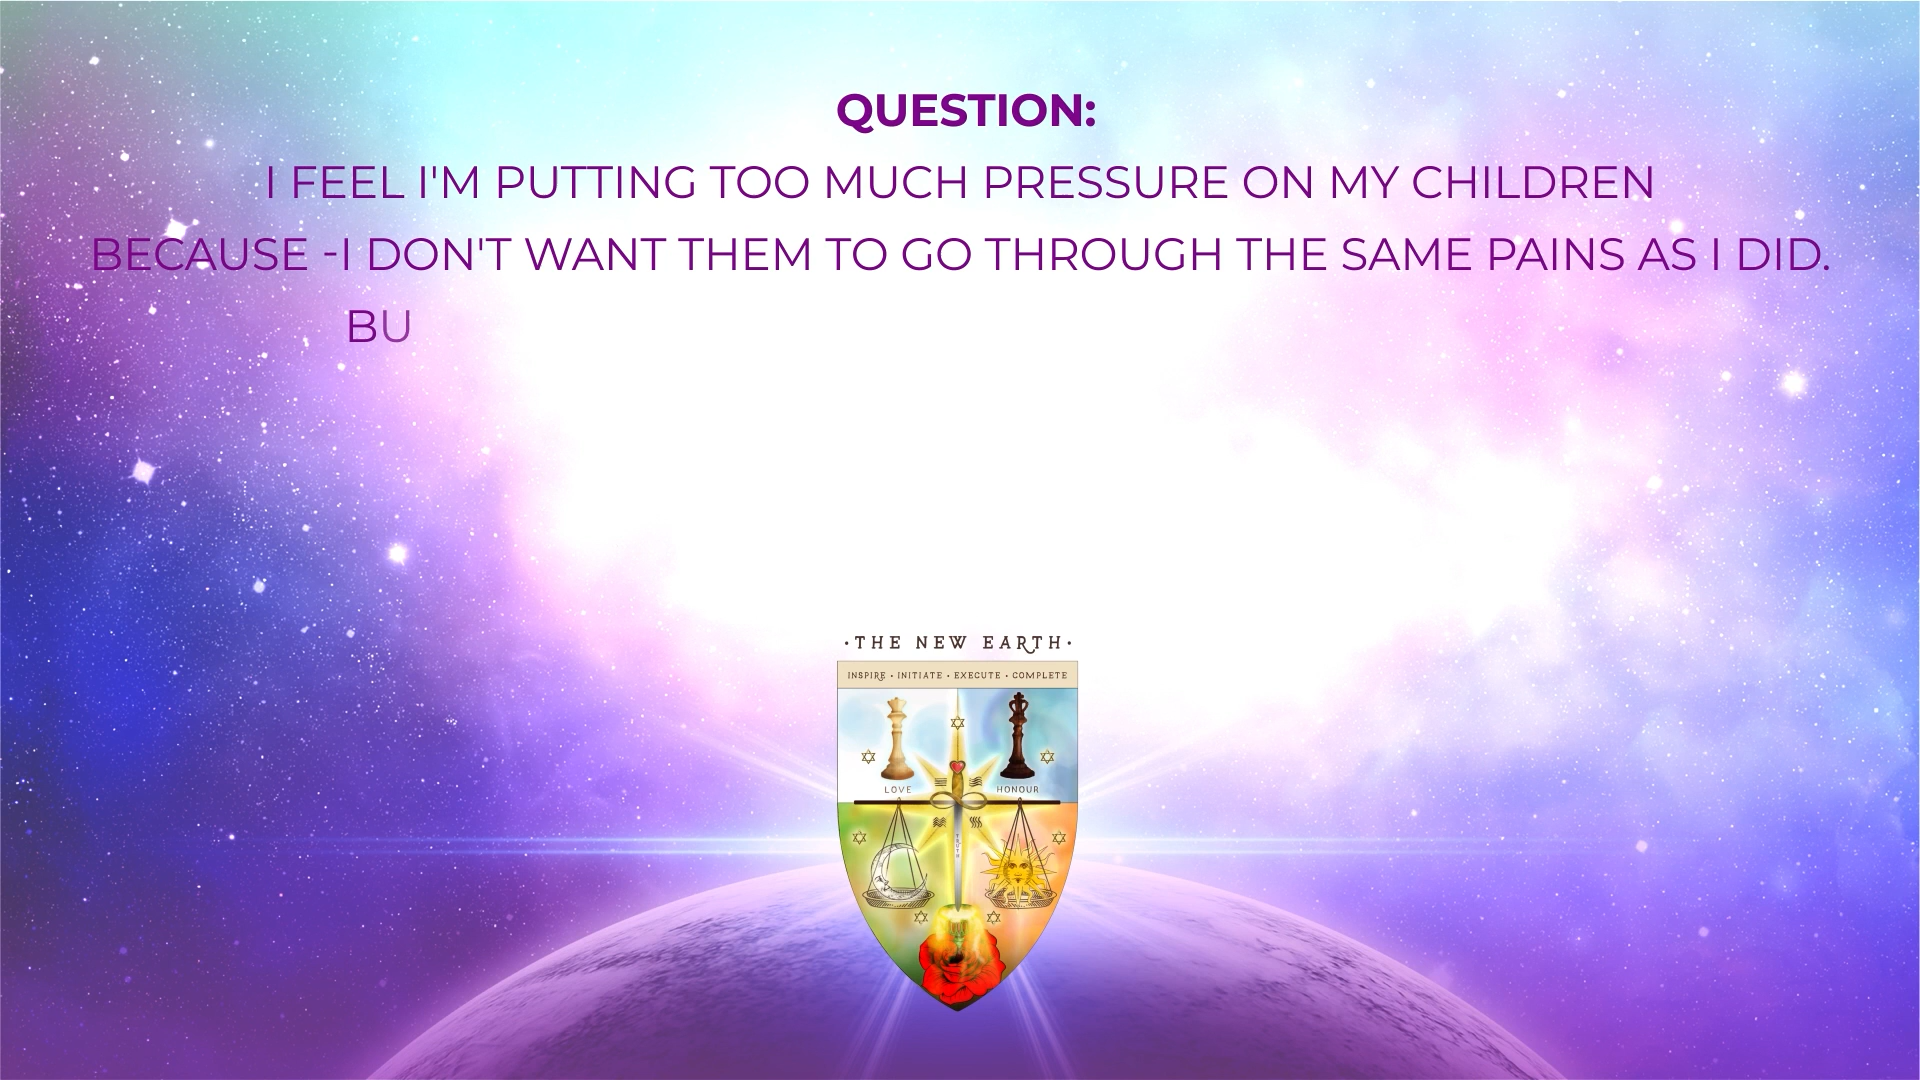 QUESTION:
I FEEL I'M PUTTING TOO MUCH PRESSURE ON MY CHILDREN
BECAUSE -I DON'T WANT THEM TO GO THROUGH THE SAME PAINS AS I DID.
BU
·THE NEW EARTH·
INSPIRE · INITIATE · EXECUTE · COMPLETE
LOVE HONOUR
TRUTH